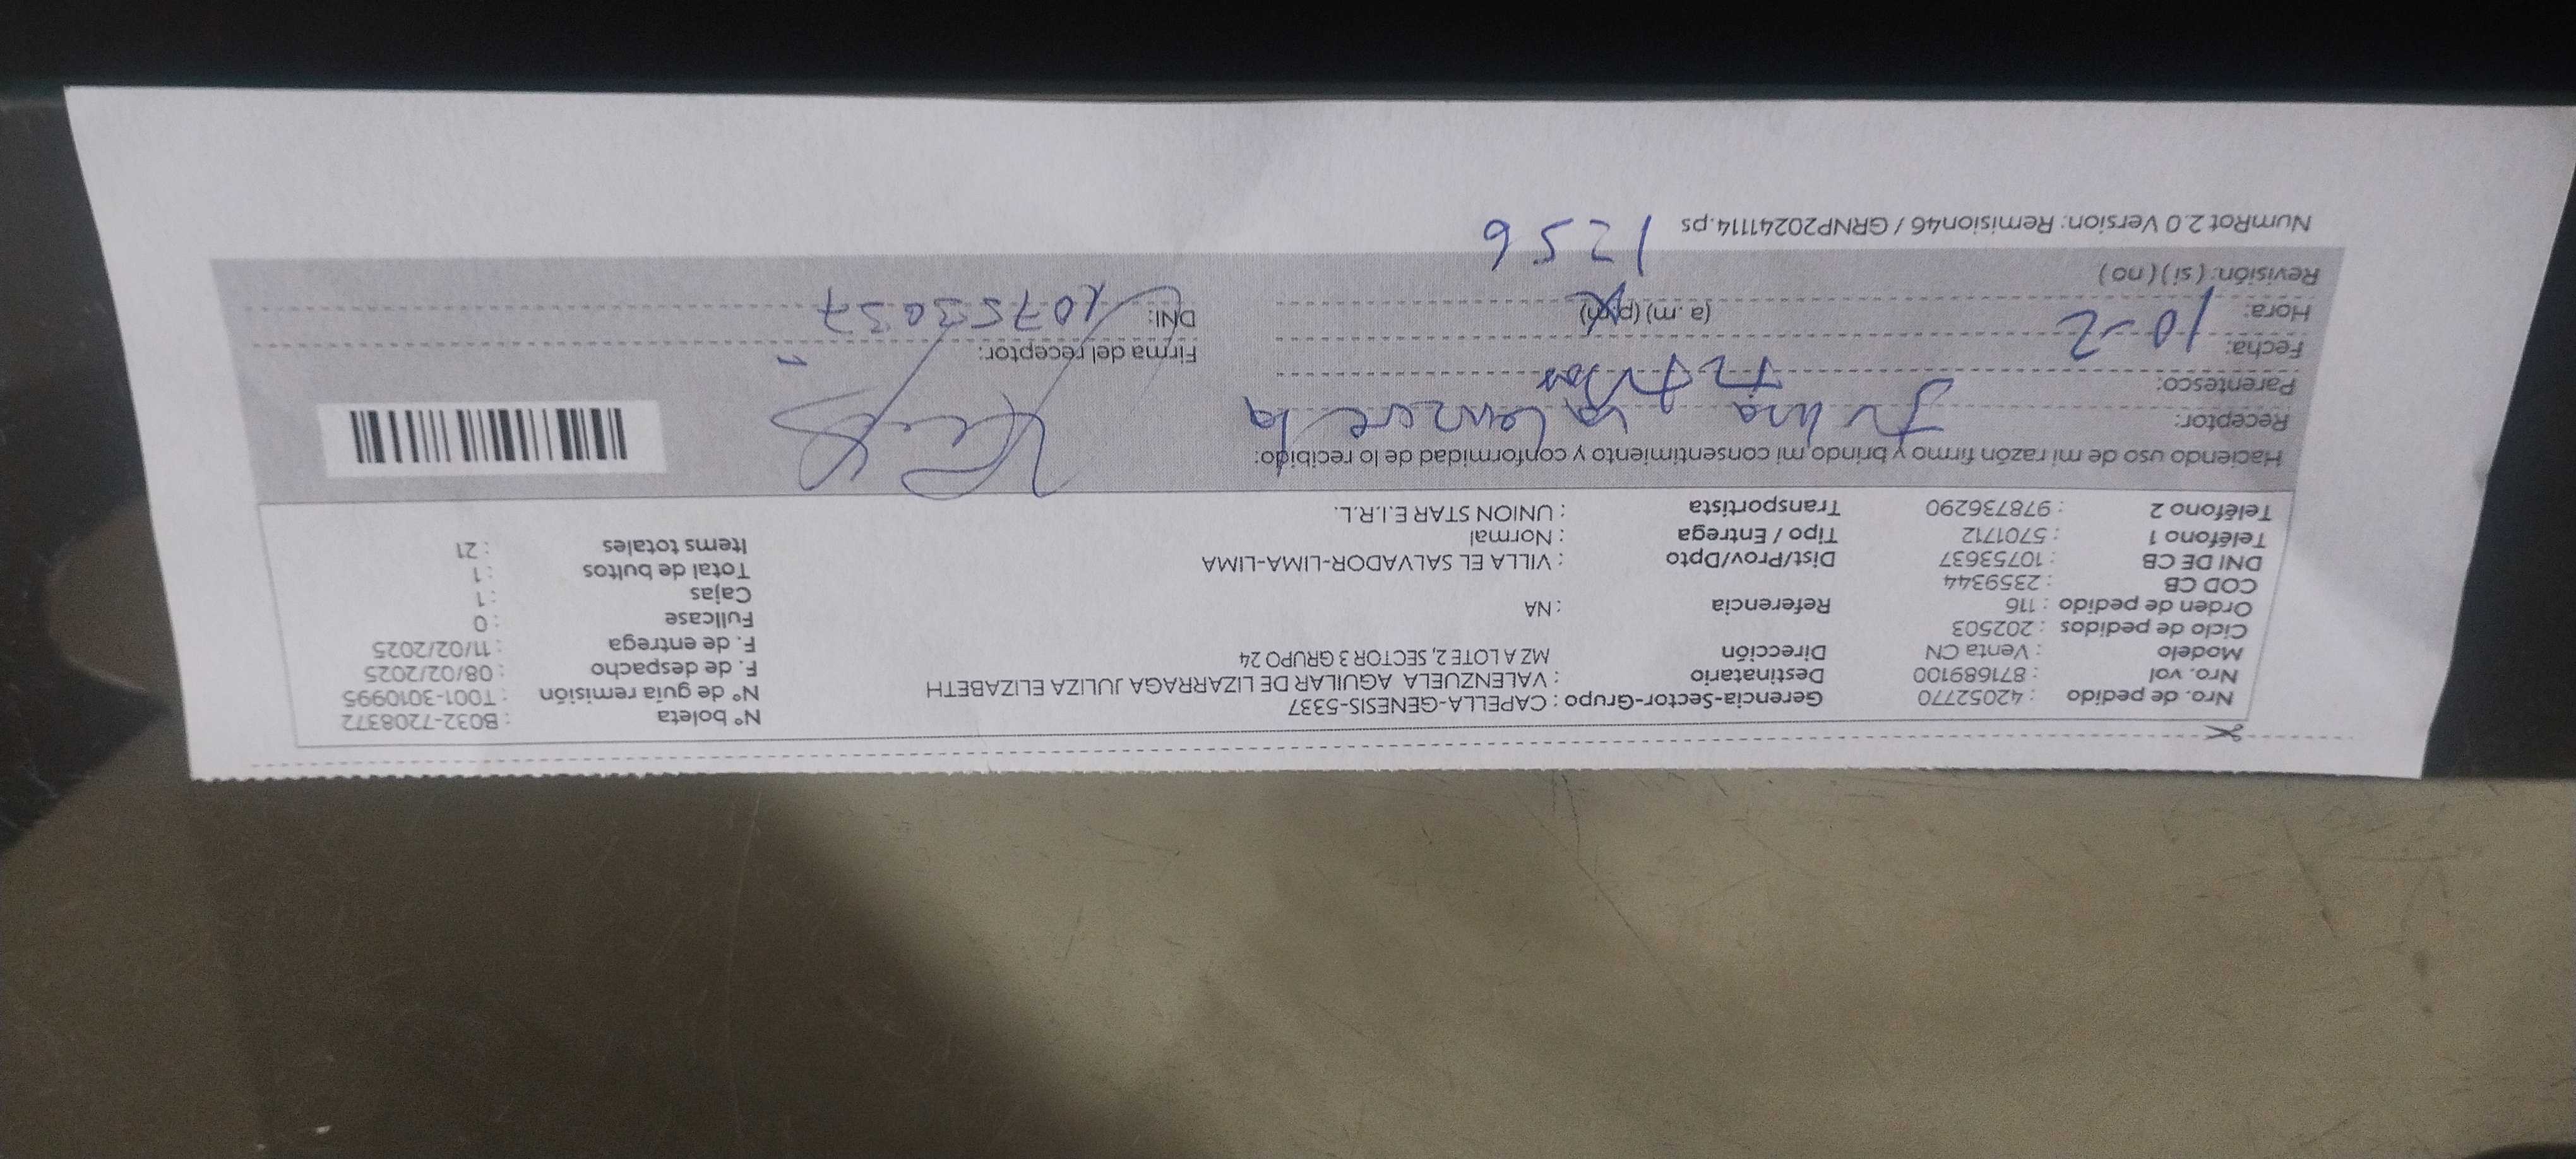 Nro. de pedido : 42052770 Gerencia-Sector-Grupo : CAPELLA-GENESIS-5337 N° boleta : B032-7208372
Nro. vol : 871689100 Destinatario : VALENZUELA AGUILAR DE LIZARRAGA JULIZA ELIZABETH N° de guía remisión : T001-3010995
Modelo : Venta CN Dirección MZ A LOTE 2, SECTOR 3 GRUPO 24 F. de despacho : 08/02/2025
Ciclo de pedidos : 202503 F. de entrega : 11/02/2025
Orden de pedido : 116 Referencia : NA Fullcase : 0
COD CB : 2359344 Cajas : 1
DNI DE CB : 10753637 Dist/Prov/Dpto : VILLA EL SALVADOR-LIMA-LIMA Total de bultos : 1
Teléfono 1 : 5701712 Tipo / Entrega : Normal Items totales : 21
Teléfono 2 : 978736290 Transportista : UNION STAR E.I.R.L.
Haciendo uso de mi razón firmo y brindo mi consentimiento y conformidad de lo recibido:
Receptor: Valenzuela
Parentesco:
Fecha: 10-2 Firma del receptor:
Hora: (a. m) (p.m) DNI:
Revisión: ( si ) ( no )
1256
NumRot 2.0 Version: Remision46 / GRNP20241114.ps